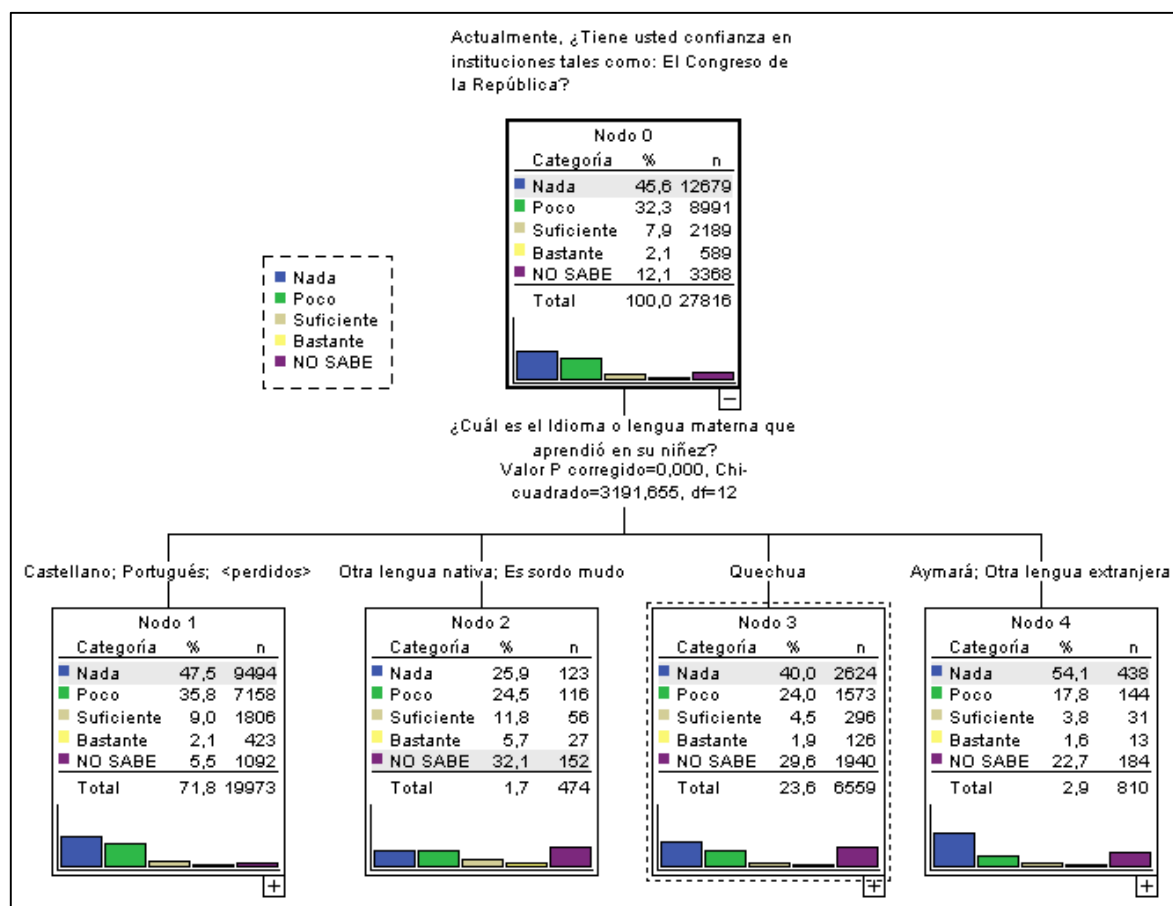 Actualmente, ¿Tiene usted confianza en
instituciones tales como: El Congreso de
la República?
Nodo 0
Categoría % n
Nada 45,6 12679
Poco 32,3 8991
Suficiente 7,9 2189
Bastante 2,1 589
NO SABE 12,1 3368
Total 100,0 27816
Nada
Poco
Suficiente
Bastante
NO SABE
¿Cuál es el Idioma o lengua materna que
aprendió en su niñez?
Valor P corregido=0,000, Chi-
cuadrado=3191,655, df=12
Castellano; Portugués; <perdidos>
Nodo 1
Categoría % n
Nada 47,5 9494
Poco 35,8 7158
Suficiente 9,0 1806
Bastante 2,1 423
NO SABE 5,5 1092
Total 71,8 19973
Otra lengua nativa; Es sordo mudo
Nodo 2
Categoría % n
Nada 25,9 123
Poco 24,5 116
Suficiente 11,8 56
Bastante 5,7 27
NO SABE 32,1 152
Total 1,7 474
Quechua
Nodo 3
Categoría % n
Nada 40,0 2624
Poco 24,0 1573
Suficiente 4,5 296
Bastante 1,9 126
NO SABE 29,6 1940
Total 23,6 6559
Aymará; Otra lengua extranjera
Nodo 4
Categoría % n
Nada 54,1 438
Poco 17,8 144
Suficiente 3,8 31
Bastante 1,6 13
NO SABE 22,7 184
Total 2,9 810